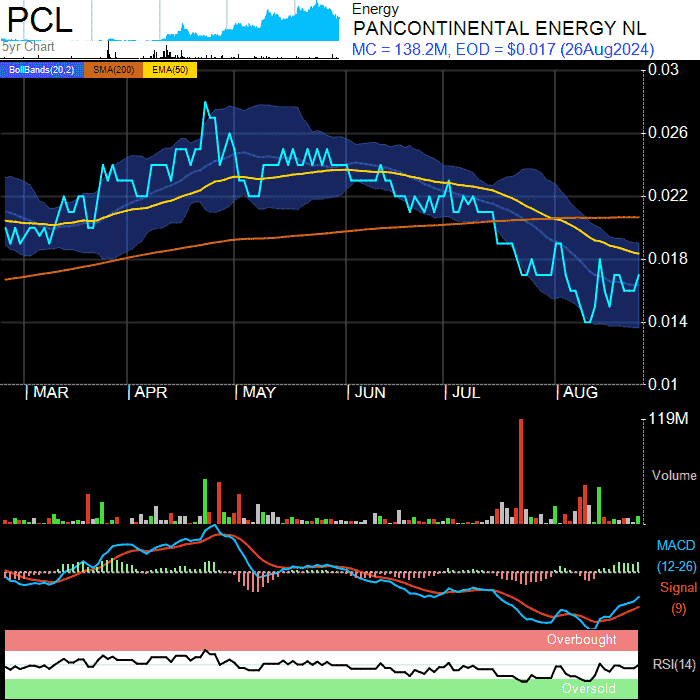 PCL
5yr Chart
Energy
PANCONTINENTAL ENERGY NL
MC = 138.2M, EOD = $0.017 (26Aug2024)
BollBands(20,2) SMA(200) EMA(50)
0.03
0.026
0.022
0.018
0.014
0.01
| MAR | APR | MAY | JUN | JUL | AUG
119M
Volume
MACD
(12-26)
Signal
(9)
Overbought
RSI(14)
Oversold